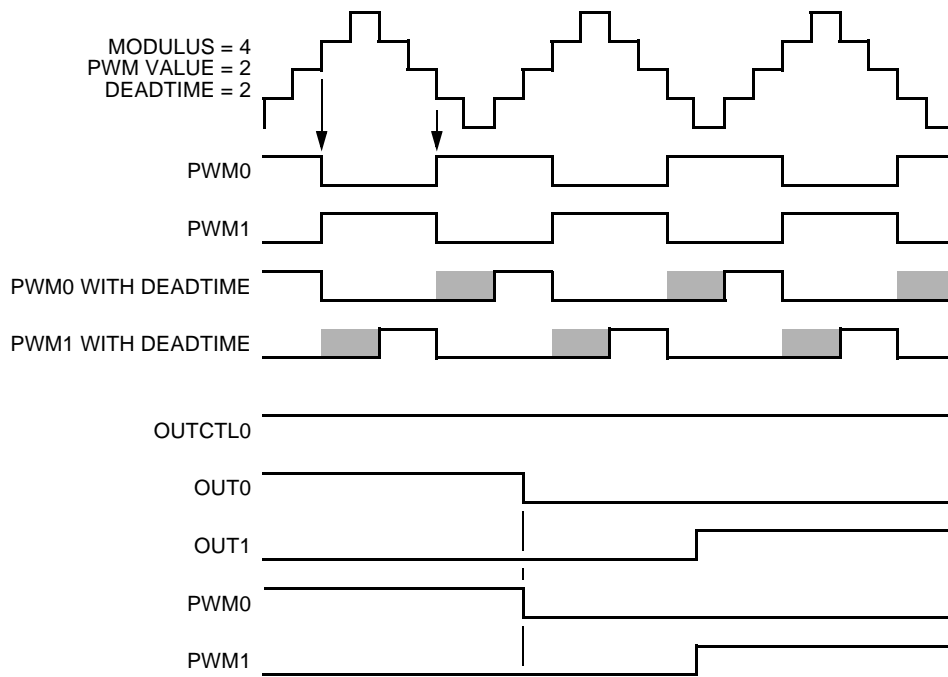 MODULUS = 4
PWM VALUE = 2
DEADTIME = 2
PWM0
PWM1
PWM0 WITH DEADTIME
PWM1 WITH DEADTIME
OUTCTL0
OUT0
OUT1
PWM0
PWM1